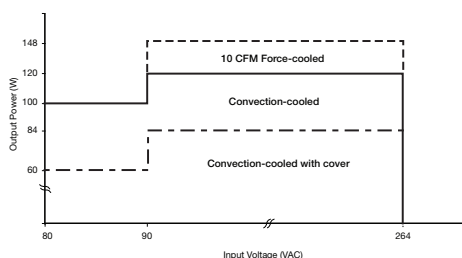 148
10 CFM Force-cooled
120
Convection-cooled
100
84
Convection-cooled with cover
60
Output Power (W)
80
90
264
Input Voltage (VAC)